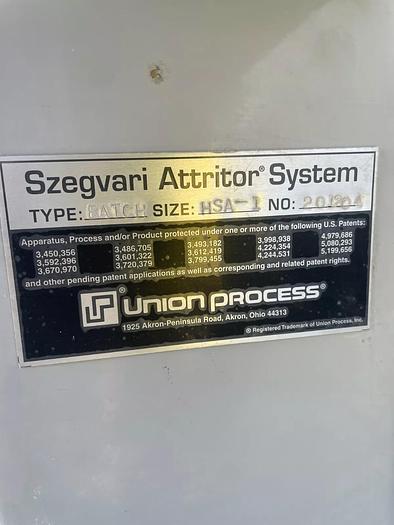 Szegvari Attritor® System
TYPE: BATCH SIZE: HSA-1 NO: 201204
Apparatus, Process and/or Product protected under one or more of the following U.S. Patents:
3,450,356 3,486,705 3,493,182 3,998,938 4,979,686
3,592,396 3,601,322 3,612,419 4,224,354 5,080,293
3,670,970 3,720,379 3,799,455 4,244,531 5,199,656
and other pending patent applications as well as corresponding and related patent rights.
UP® UNION PROCESS®
1925 Akron-Peninsula Road, Akron, Ohio 44313
® Registered Trademark of Union Process, Inc.